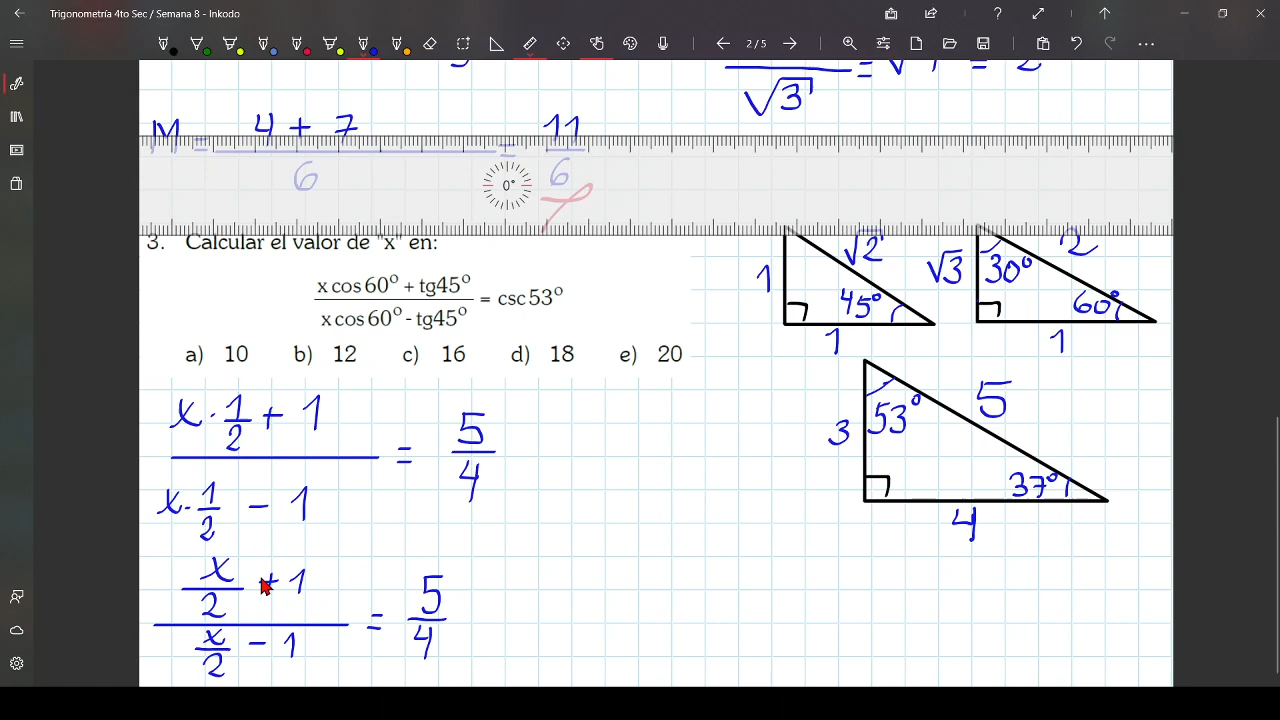 Trigonometría 4to Sec / Semana 8 - Inkodo
2/5
√3 = √ = 2
M = 4 + 7 / 6 = 11 / 6
0°
3. Calcular el valor de "x" en:
x cos 60° + tg45° / x cos 60° - tg45° = csc 53°
a) 10 b) 12 c) 16 d) 18 e) 20
1 √2 45° 1
√3 30° 2 60° 1
3 53° 5 37° 4
x · 1/2 + 1 / x · 1/2 - 1 = 5/4
x/2 + 1 / x/2 - 1 = 5/4